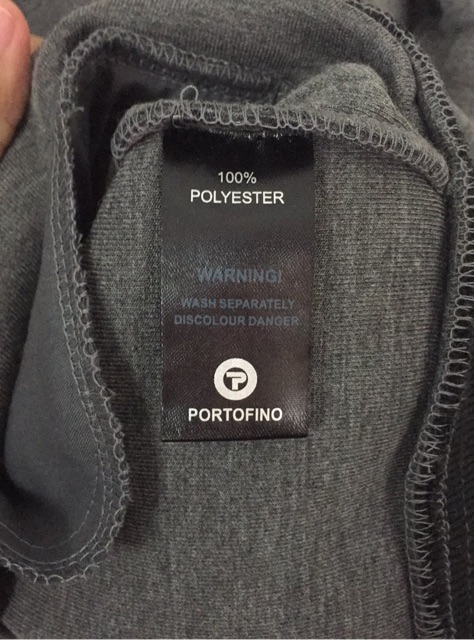 100%
POLYESTER
WARNING!
WASH SEPARATELY
DISCOLOUR DANGER
PORTOFINO